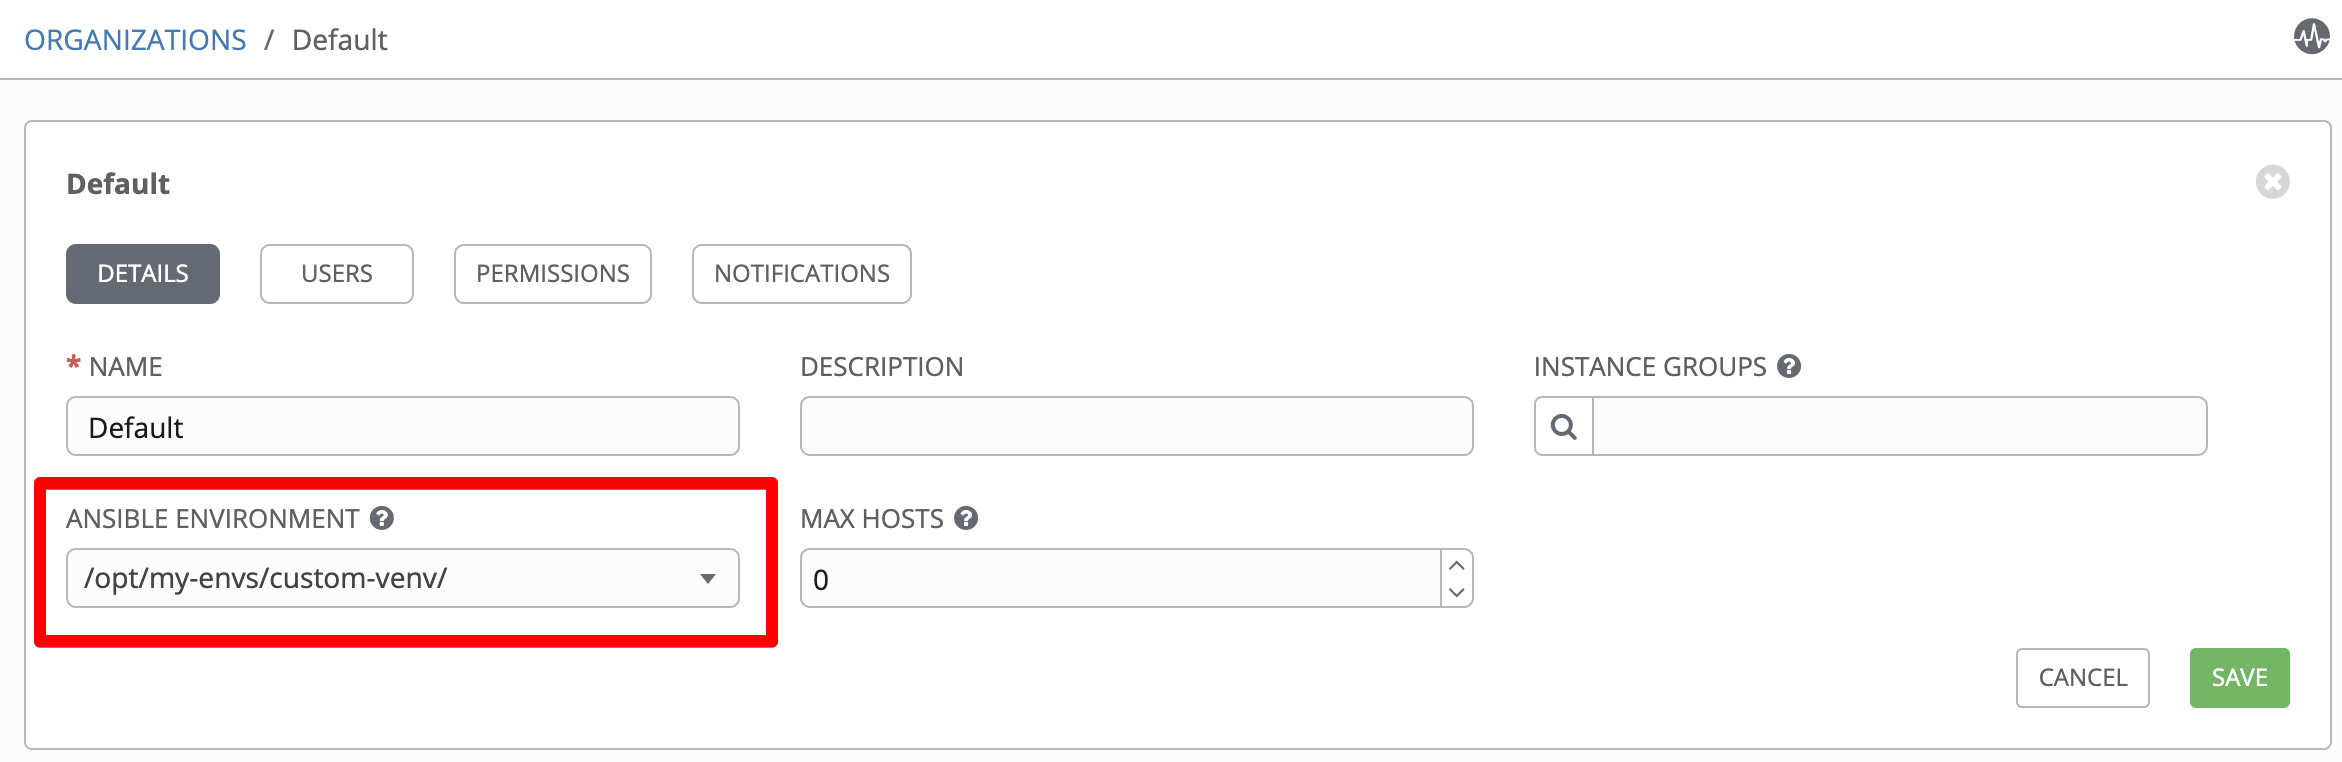 ORGANIZATIONS / Default
Default
DETAILS USERS PERMISSIONS NOTIFICATIONS
* NAME DESCRIPTION INSTANCE GROUPS ?
Default
ANSIBLE ENVIRONMENT ? MAX HOSTS ?
/opt/my-envs/custom-venv/ 0
CANCEL SAVE